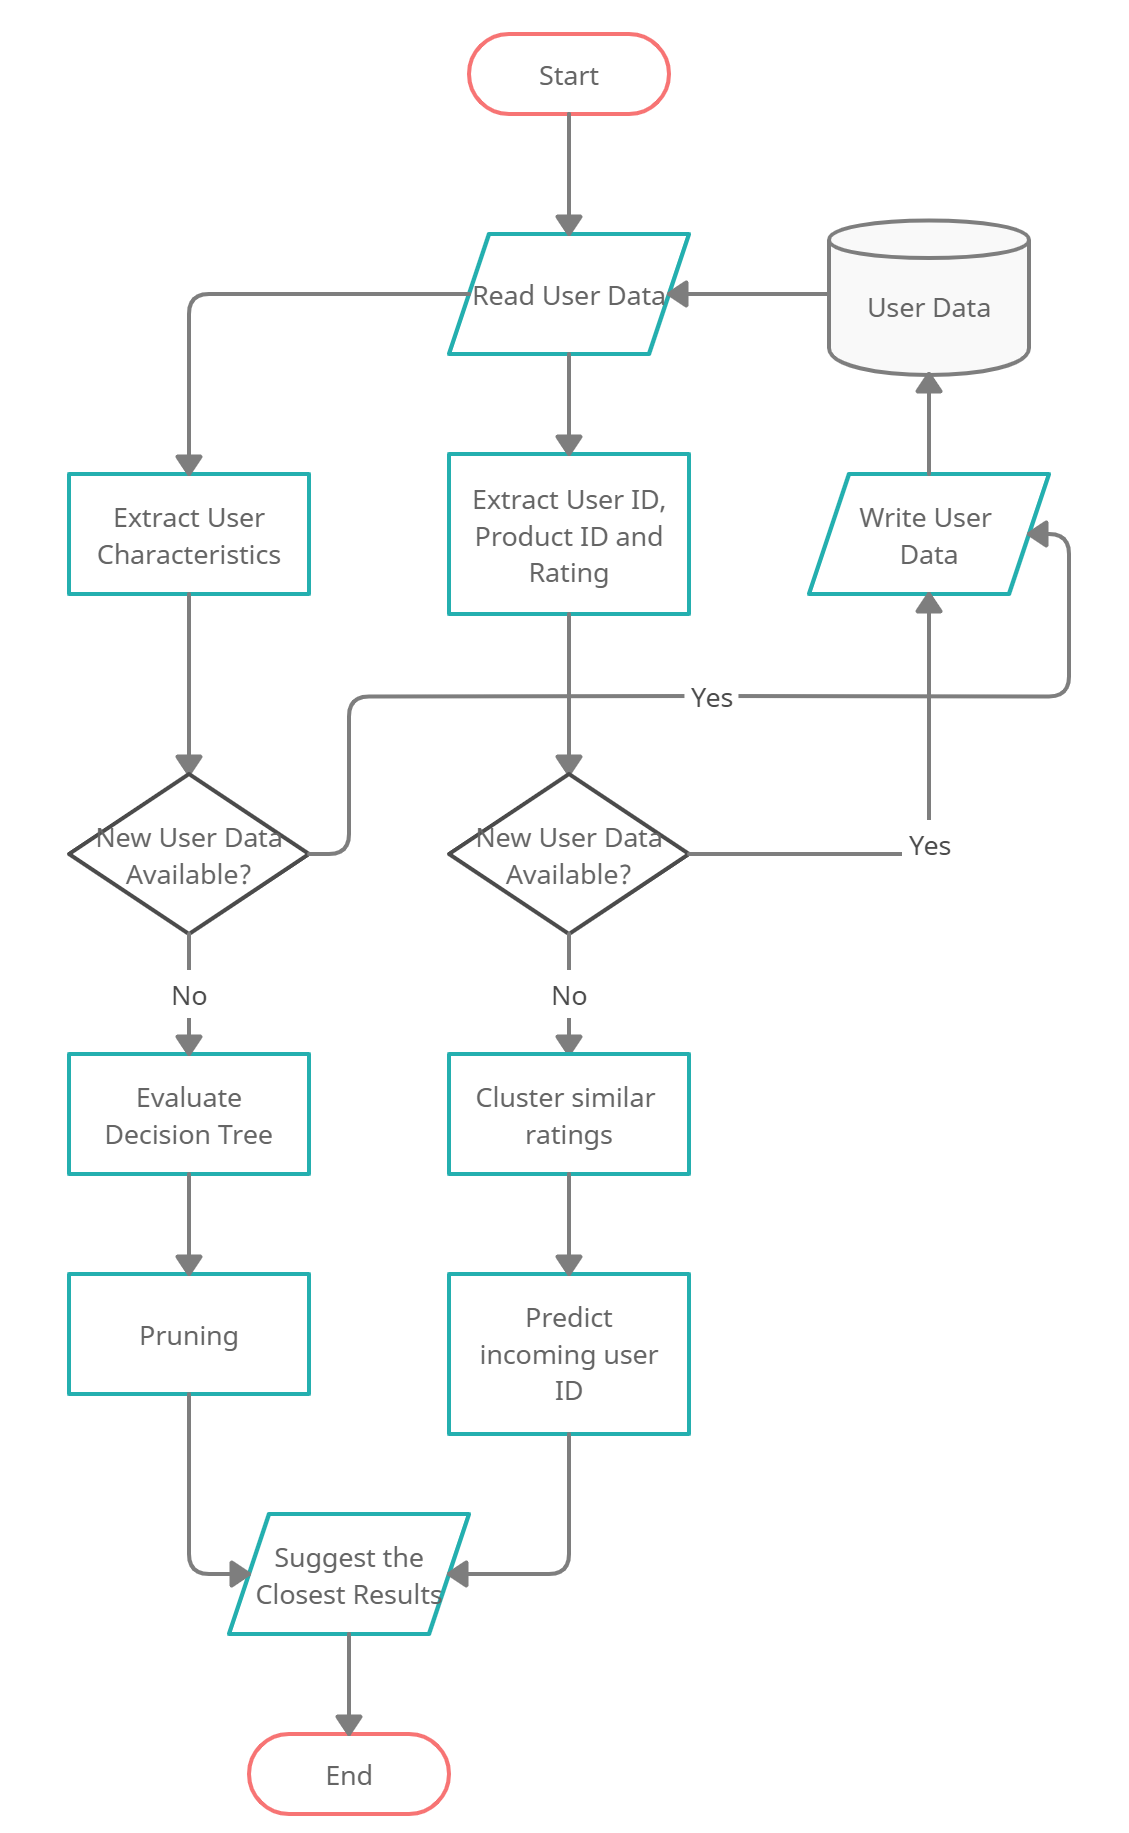 Start
Read User Data
User Data
Extract User
Characteristics
Extract User ID,
Product ID and
Rating
Write User
Data
Yes
New User Data
Available?
New User Data
Available?
Yes
No
No
Evaluate
Decision Tree
Cluster similar
ratings
Pruning
Predict
incoming user
ID
Suggest the
Closest Results
End